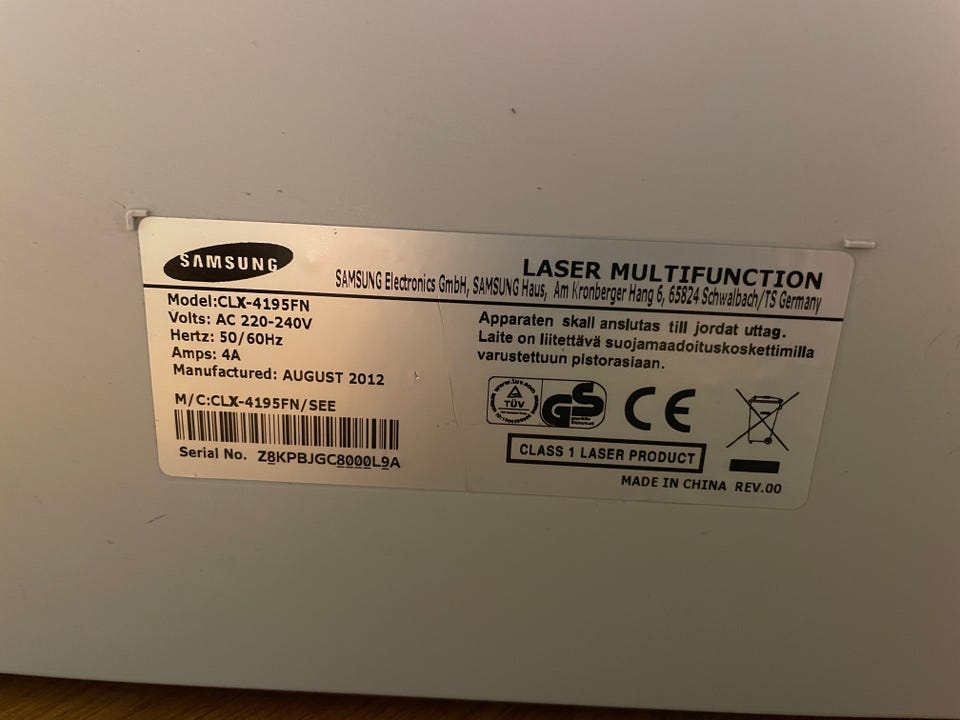 SAMSUNG
LASER MULTIFUNCTION
SAMSUNG Electronics GmbH, SAMSUNG Haus, Am Kronberger Hang 6, 65824 Schwalbach/TS Germany
Model:CLX-4195FN
Volts: AC 220-240V
Hertz: 50/60Hz
Amps: 4A
Manufactured: AUGUST 2012
M/C:CLX-4195FN/SEE
Serial No. Z8KPBJGC8000L9A
Apparaten skall anslutas till jordat uttag.
Laite on liitettävä suojamaadoituskoskettimilla
varustettuun pistorasiaan.
www.tuv.com
TÜV
GS
CE
CLASS 1 LASER PRODUCT
MADE IN CHINA REV.00